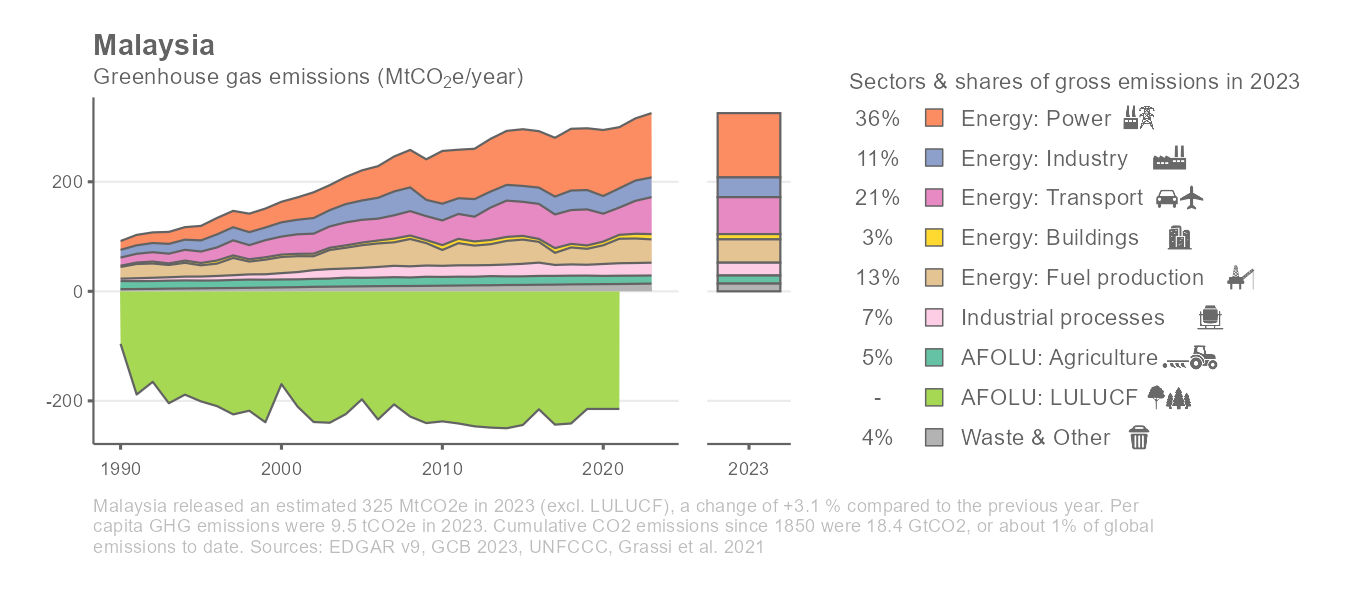 Malaysia
Greenhouse gas emissions (MtCO₂e/year)
Sectors & shares of gross emissions in 2023
36% Energy: Power
11% Energy: Industry
21% Energy: Transport
3% Energy: Buildings
13% Energy: Fuel production
7% Industrial processes
5% AFOLU: Agriculture
- AFOLU: LULUCF
4% Waste & Other
200
0
-200
1990 2000 2010 2020 2023
Malaysia released an estimated 325 MtCO2e in 2023 (excl. LULUCF), a change of +3.1 % compared to the previous year. Per
capita GHG emissions were 9.5 tCO2e in 2023. Cumulative CO2 emissions since 1850 were 18.4 GtCO2, or about 1% of global
emissions to date. Sources: EDGAR v9, GCB 2023, UNFCCC, Grassi et al. 2021